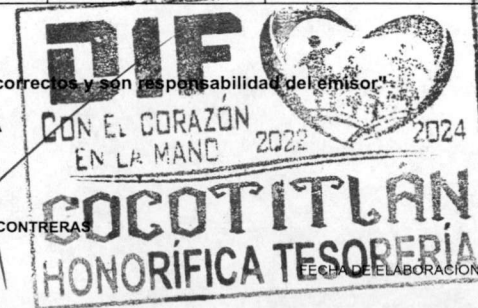 DIF
correctos y son responsabilidad del emisor"
CON EL CORAZÓN
EN LA MANO
2022
2024
COCOTITLÁN
CONTRERAS
HONORÍFICA TESORERÍA
FECHA DE ELABORACIÓN